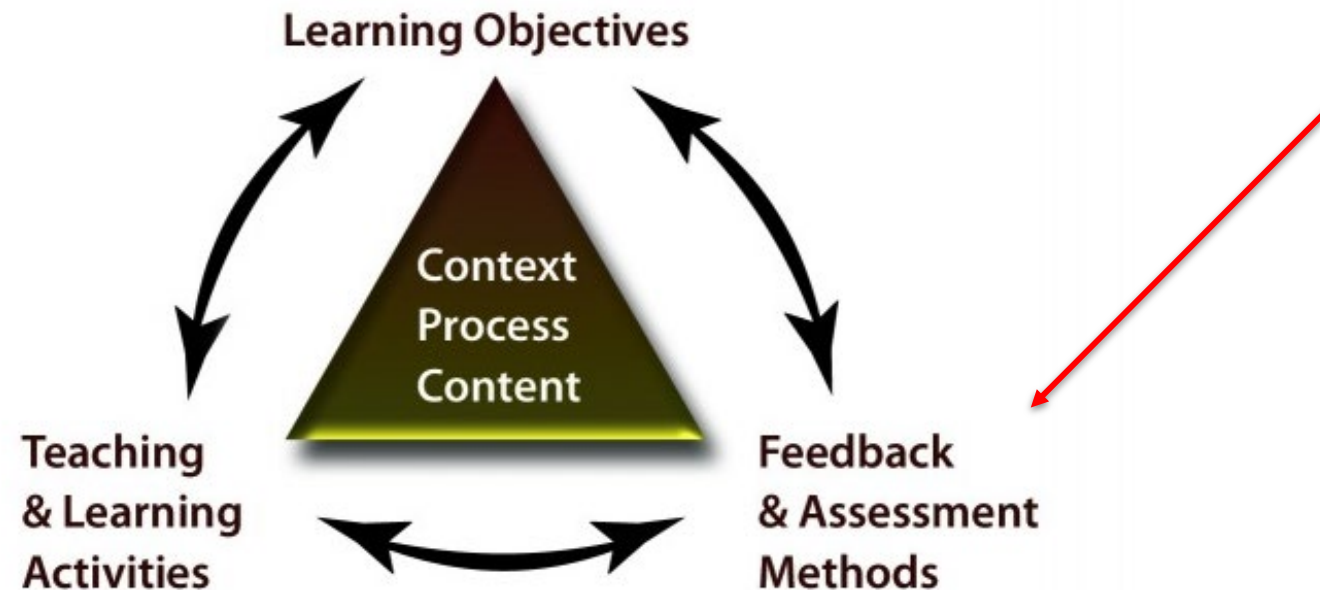 Learning Objectives
Context
Process
Content
Teaching
& Learning
Activities
Feedback
& Assessment
Methods